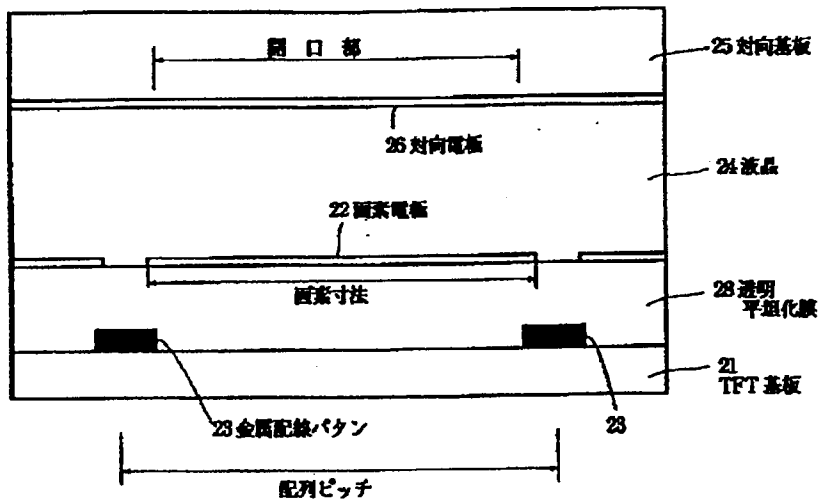 開口部
25 対向基板
26 対向電極
24 液晶
22 画素電極
画素寸法
28 透明
平坦化膜
21
TFT 基板
23 金属配線パタン
23
配列ピッチ